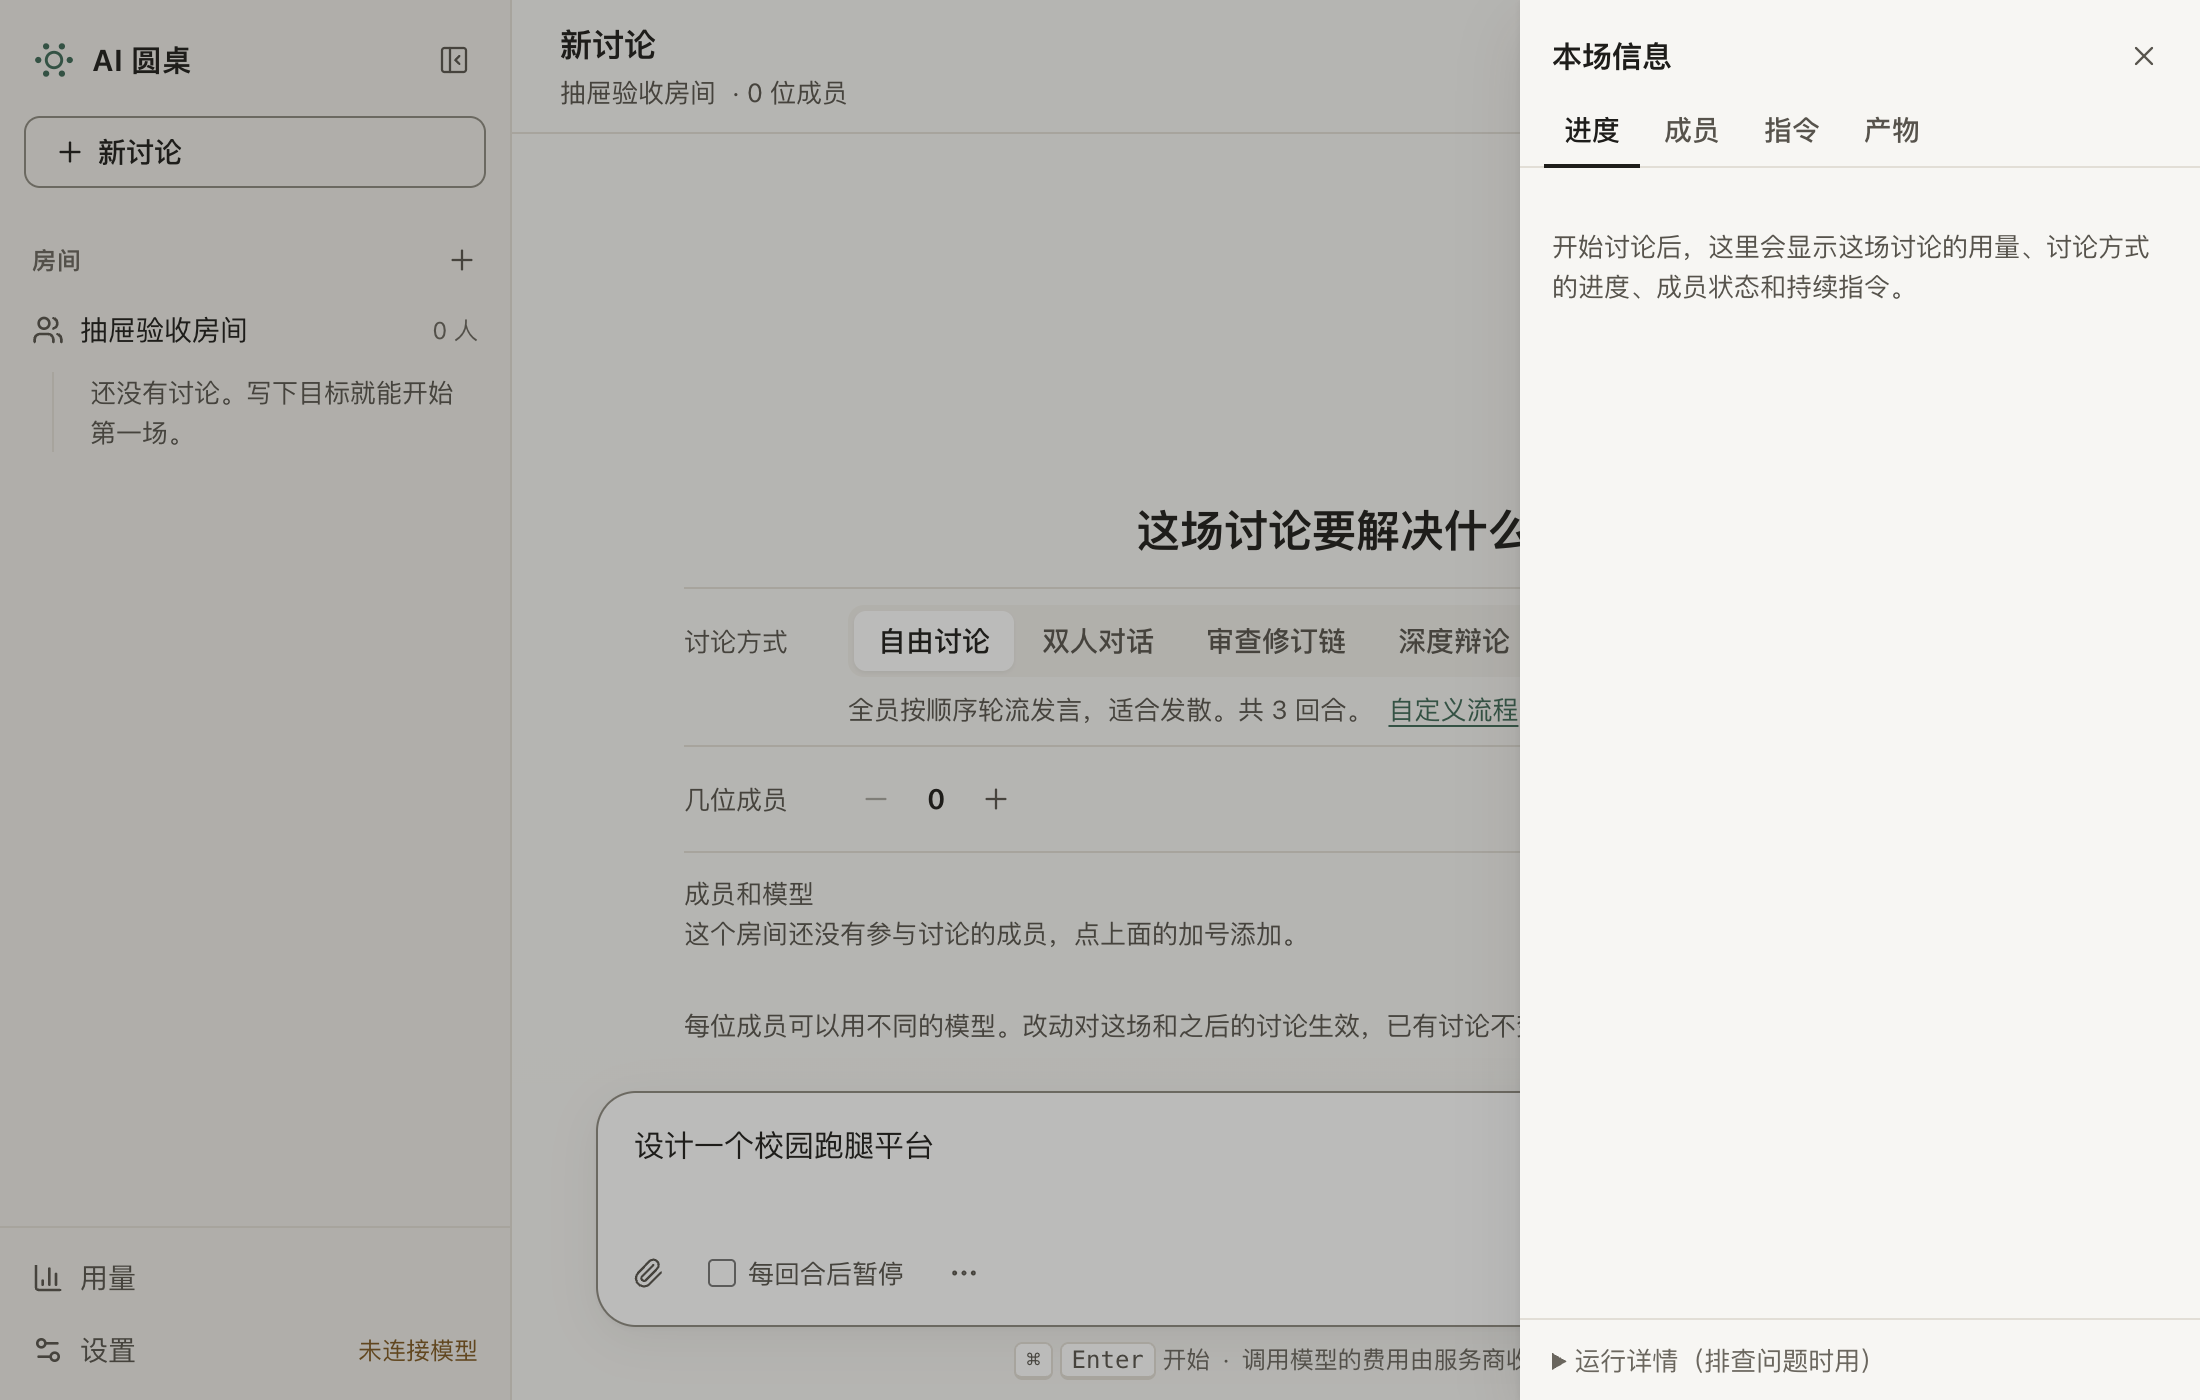 AI 圆桌
新讨论
房间
抽屉验收房间 0 人
还没有讨论。写下目标就能开始
第一场。
用量
设置 未连接模型
新讨论
抽屉验收房间 · 0 位成员
这场讨论要解决什么
讨论方式 自由讨论 双人对话 审查修订链 深度辩论
全员按顺序轮流发言，适合发散。共 3 回合。 自定义流程
几位成员 0
成员和模型
这个房间还没有参与讨论的成员，点上面的加号添加。
每位成员可以用不同的模型。改动对这场和之后的讨论生效，已有讨论不
设计一个校园跑腿平台
每回合后暂停
⌘ Enter 开始 · 调用模型的费用由服务商
本场信息
进度 成员 指令 产物
开始讨论后，这里会显示这场讨论的用量、讨论方式
的进度、成员状态和持续指令。
运行详情（排查问题时用）